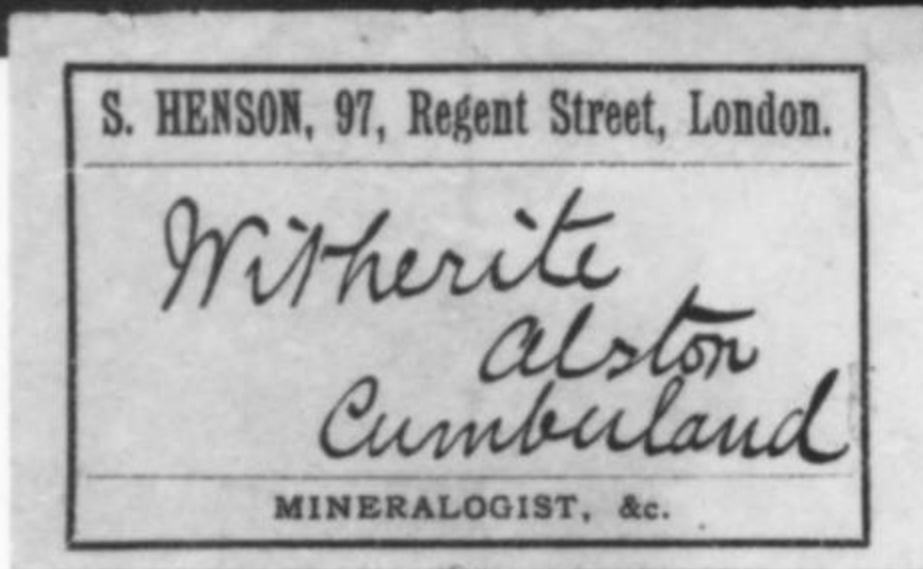 S. HENSON, 97, Regent Street, London.
Witherite
Alston
Cumberland
MINERALOGIST, &c.